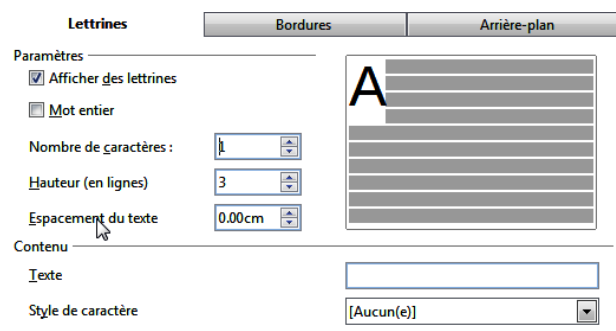 Lettrines Bordures Arrière-plan
Paramètres
Afficher des lettrines
Mot entier
Nombre de caractères : 1
Hauteur (en lignes) 3
Espacement du texte 0.00cm
A
Contenu
Texte
Style de caractère [Aucun(e)]